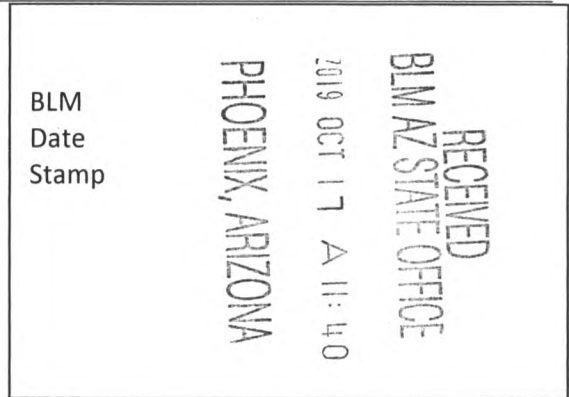 BLM
Date
Stamp
RECEIVED
BLM AZ STATE OFFICE
2019 OCT 17 A 11:40
PHOENIX, ARIZONA